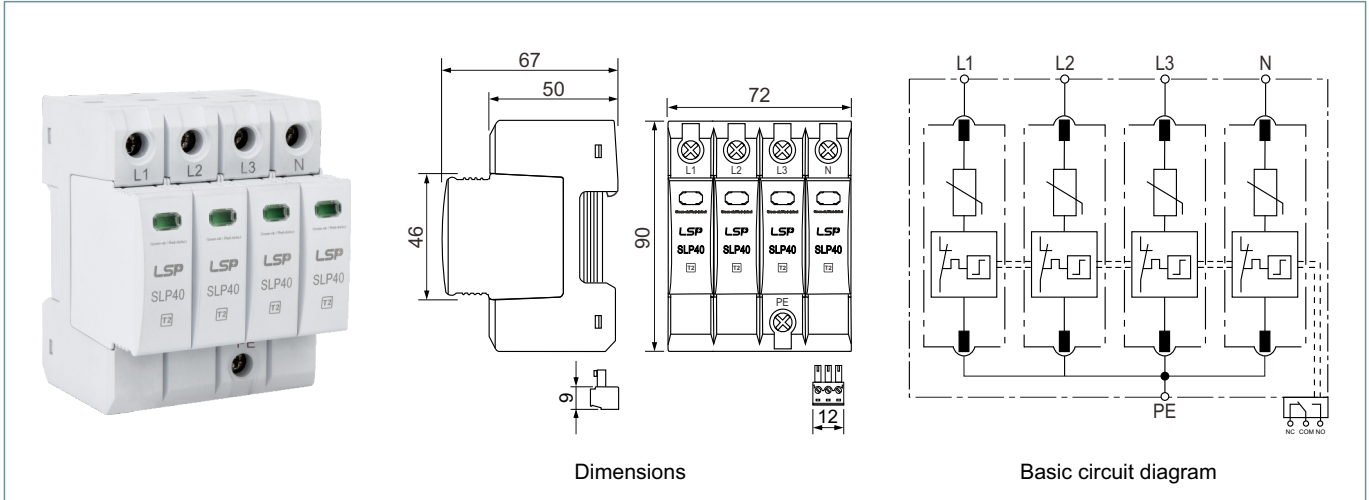 L1 L2 L3 N
LSP LSP LSP LSP
SLP40 SLP40 SLP40 SLP40
T2 T2 T2 T2
PE
67
50
46
9
72
90
L1 L2 L3 N
LSP LSP LSP LSP
SLP40 SLP40 SLP40 SLP40
T2 T2 T2 T2
PE
12
Dimensions
L1 L2 L3 N
PE
NC COM NO
Basic circuit diagram